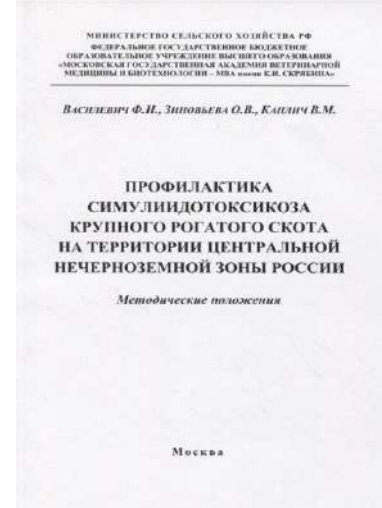 МИНИСТЕРСТВО СЕЛЬСКОГО ХОЗЯЙСТВА РФ
ФЕДЕРАЛЬНОЕ ГОСУДАРСТВЕННОЕ БЮДЖЕТНОЕ
ОБРАЗОВАТЕЛЬНОЕ УЧРЕЖДЕНИЕ ВЫСШЕГО ОБРАЗОВАНИЯ
«МОСКОВСКАЯ ГОСУДАРСТВЕННАЯ АКАДЕМИЯ ВЕТЕРИНАРНОЙ
МЕДИЦИНЫ И БИОТЕХНОЛОГИИ – МВА имени К.И. СКРЯБИНА»
ВАСИЛЕВИЧ Ф.И., ЗИНОВЬЕВА О.В., КАПЛИЧ В.М.
ПРОФИЛАКТИКА
СИМУЛИИДОТОКСИКОЗА
КРУПНОГО РОГАТОГО СКОТА
НА ТЕРРИТОРИИ ЦЕНТРАЛЬНОЙ
НЕЧЕРНОЗЕМНОЙ ЗОНЫ РОССИИ
Методические положения
Москва